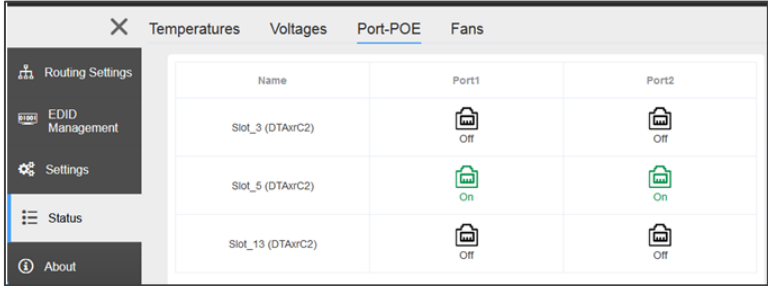 Temperatures Voltages Port-POE Fans
Routing Settings
EDID
Management
Settings
Status
About
Name Port1 Port2
Slot_3 (DTAxrC2) Off Off
Slot_5 (DTAxrC2) On On
Slot_13 (DTAxrC2) Off Off